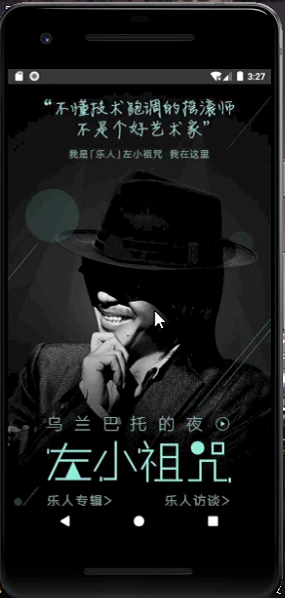 3:27
“不懂技术跑调的摇滚师
不是个好艺术家”
我是「乐人」左小祖咒 我在这里
乌兰巴托的夜
左小祖咒
乐人专辑>
乐人访谈>